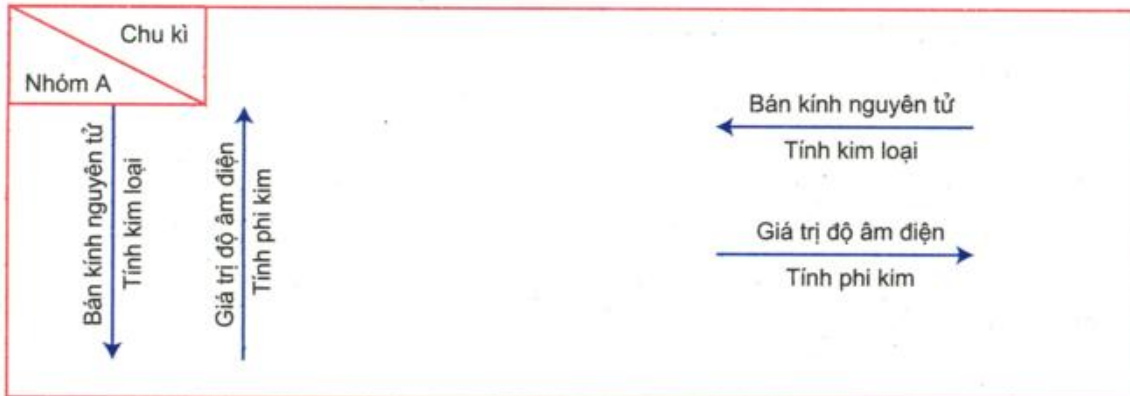 Chu kì
Nhóm A
Bán kính nguyên tử
Tính kim loại
Giá trị độ âm điện
Tính phi kim
Bán kính nguyên tử
Tính kim loại
Giá trị độ âm điện
Tính phi kim